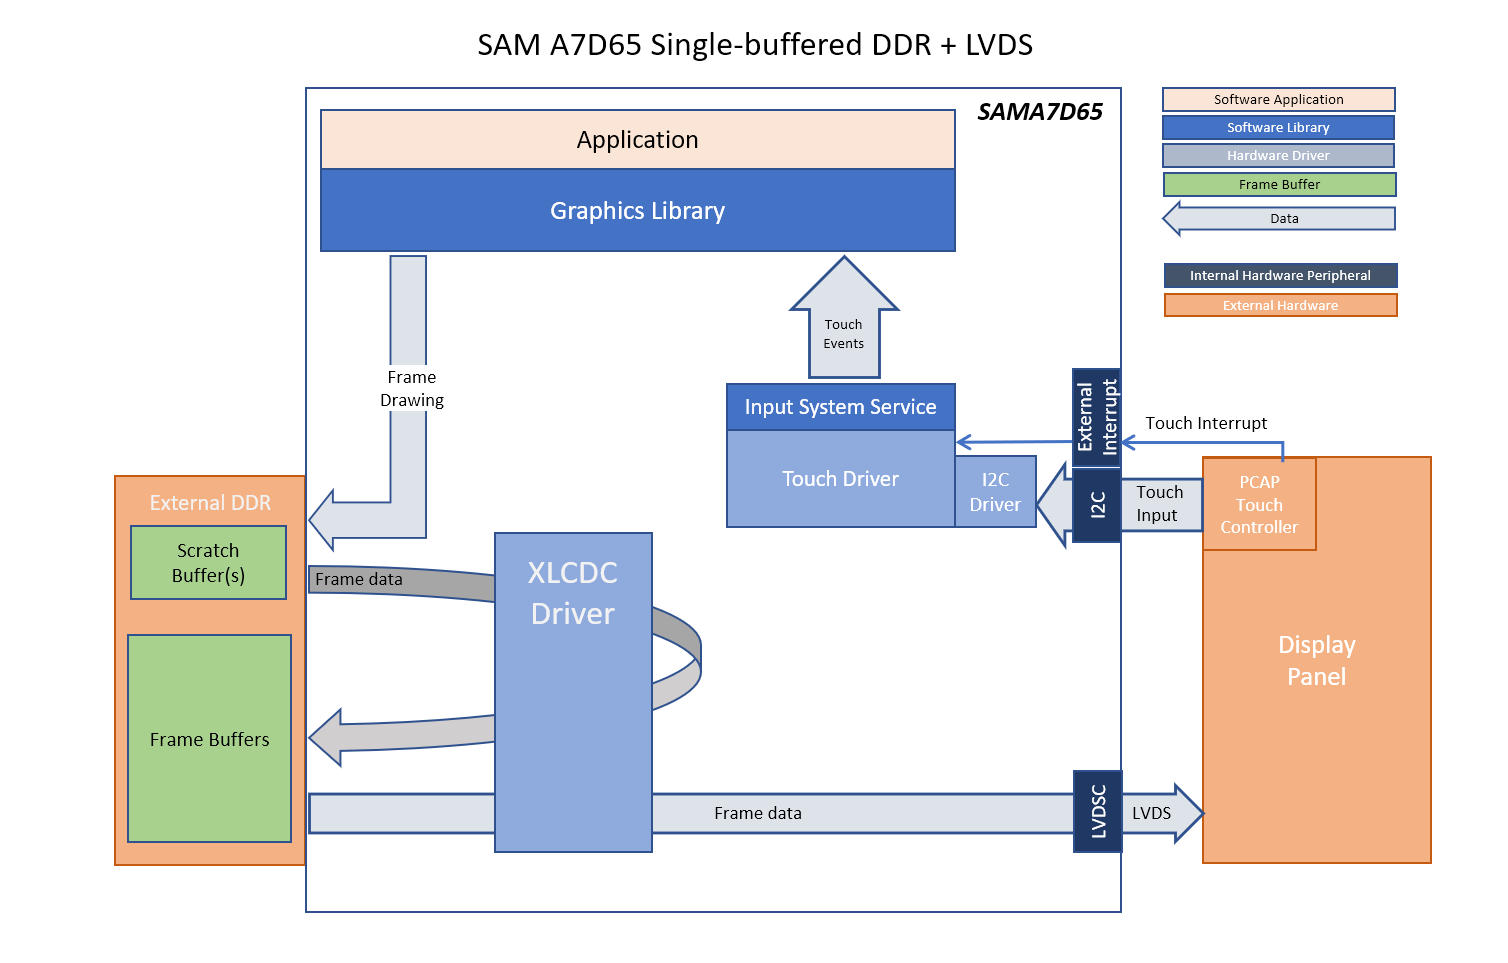 SAM A7D65 Single-buffered DDR + LVDS
SAMA7D65
Application
Graphics Library
Software Application
Software Library
Hardware Driver
Frame Buffer
Data
Internal Hardware Peripheral
External Hardware
Touch
Events
Frame
Drawing
Input System Service
Touch Driver
I2C
Driver
External
Interrupt
I2C
Touch Interrupt
Touch
Input
PCAP
Touch
Controller
Display
Panel
External DDR
Scratch
Buffer(s)
Frame Buffers
Frame data
XLCDC
Driver
Frame data
LVDSC
LVDS